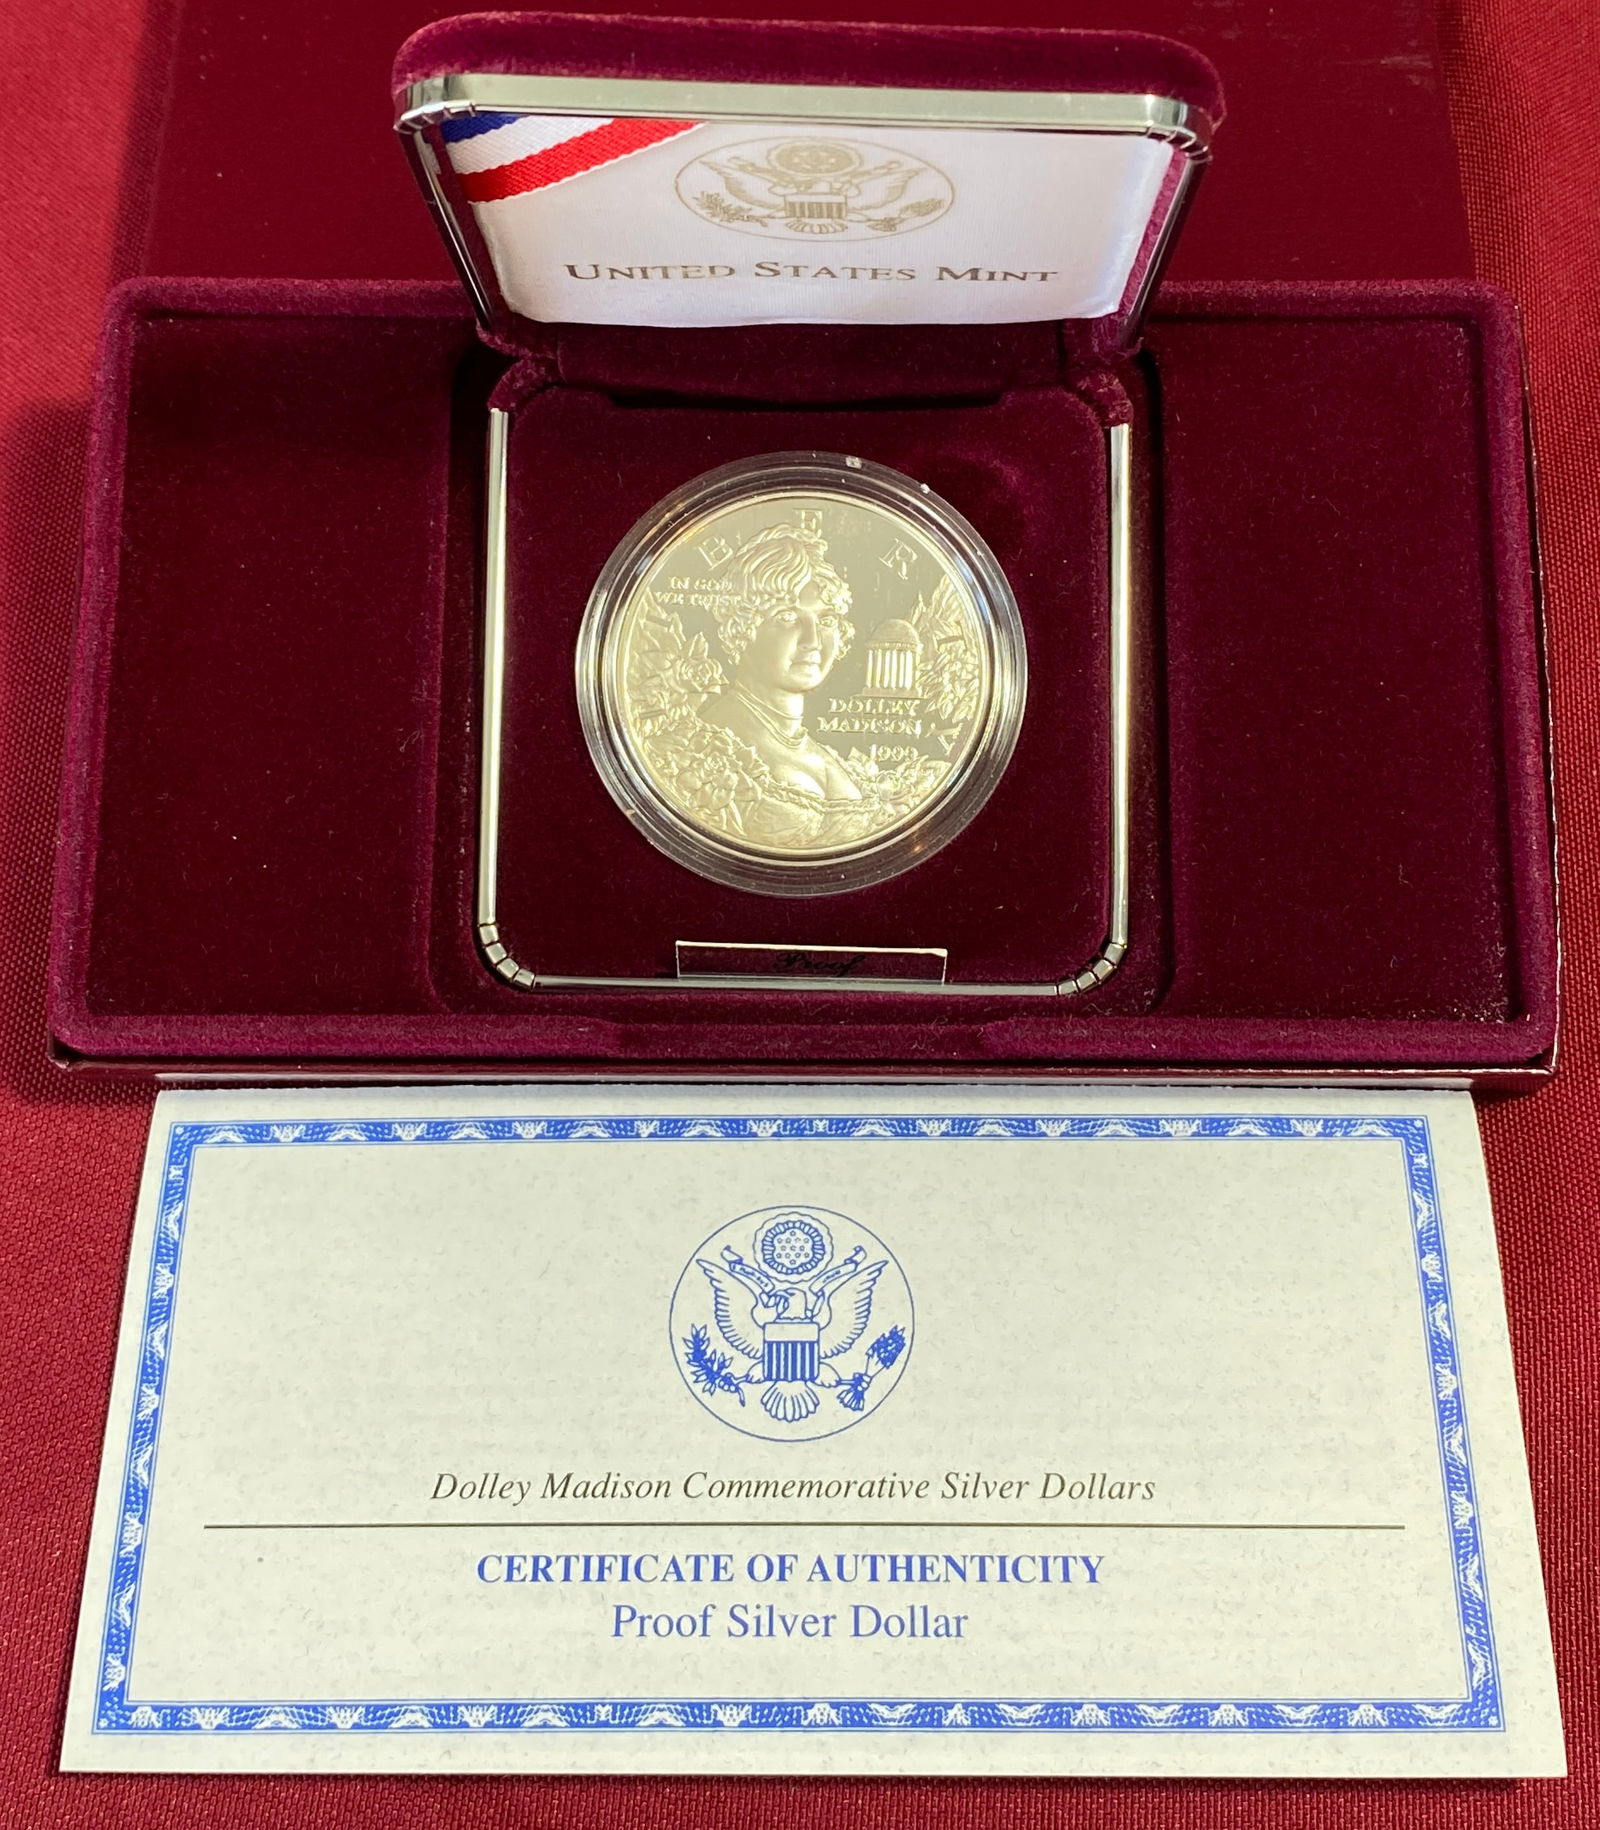 UNITED STATES MINT
LIBERTY
IN GOD
WE TRUST
DOLLEY
MADISON
1999
Proof
Dolley Madison Commemorative Silver Dollars
CERTIFICATE OF AUTHENTICITY
Proof Silver Dollar